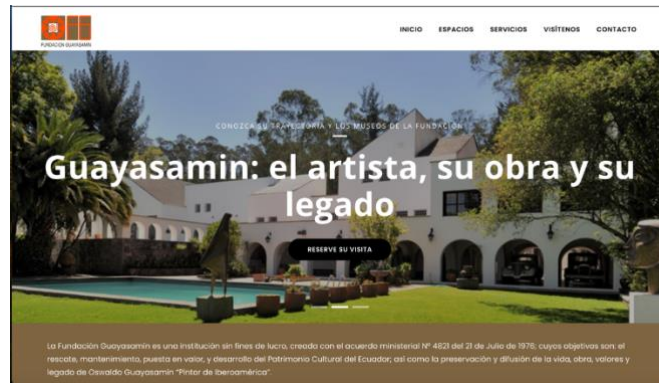 FUNDACIÓN GUAYASAMÍN
INICIO ESPACIOS SERVICIOS VISÍTENOS CONTACTO
CONOZCA SU TRAYECTORIA Y LOS MUSEOS DE LA FUNDACIÓN
Guayasamin: el artista, su obra y su
legado
RESERVE SU VISITA
La Fundación Guayasamín es una institución sin fines de lucro, creada con el acuerdo ministerial Nº 4821 del 21 de Julio de 1976; cuyos objetivos son: el
rescate, mantenimiento, puesta en valor, y desarrollo del Patrimonio Cultural del Ecuador; así como la preservación y difusión de la vida, obra, valores y
legado de Oswaldo Guayasamín "Pintor de Iberoamérica".